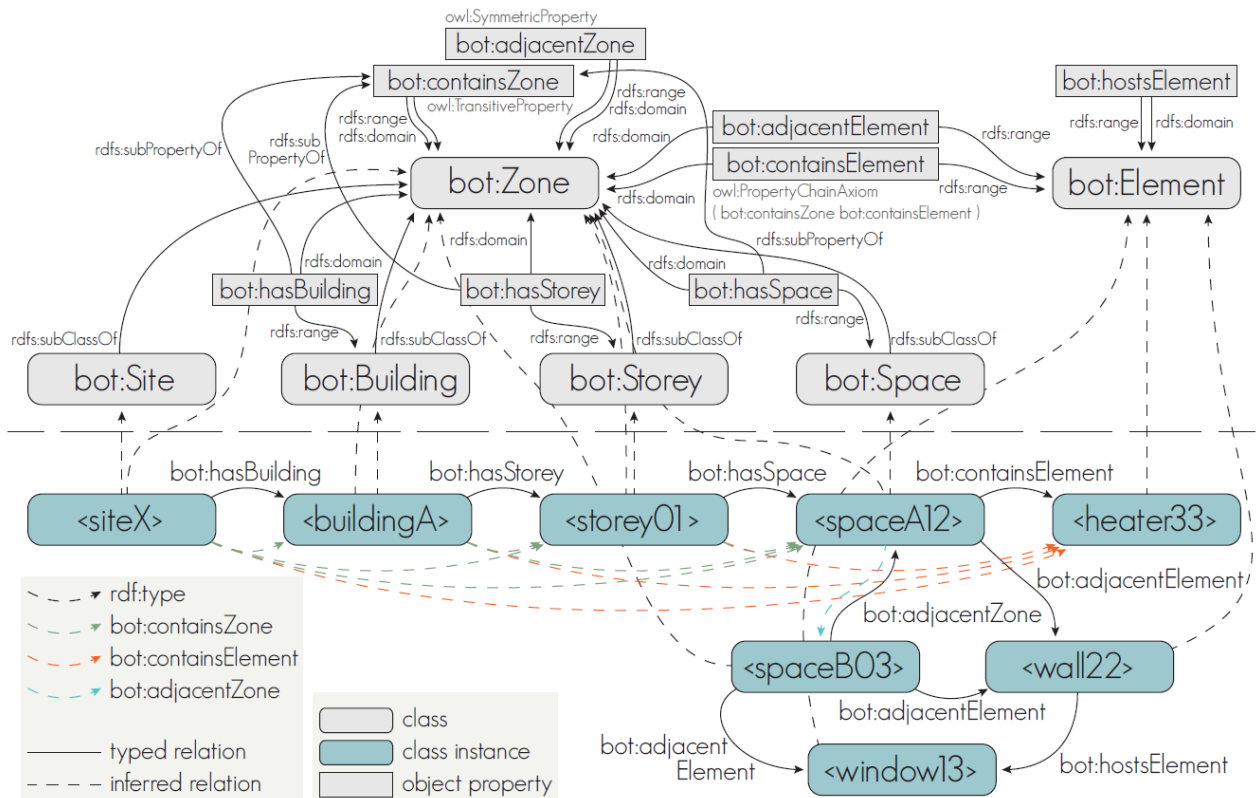 owl:SymmetricProperty
bot:adjacentZone
bot:containsZone
owl:TransitiveProperty
rdfs:range
rdfs:domain
rdfs:range
rdfs:domain
bot:hostsElement
rdfs:range
rdfs:domain
rdfs:subPropertyOf
rdfs:sub
PropertyOf
rdfs:domain
bot:adjacentElement
rdfs:range
bot:containsElement
rdfs:domain
rdfs:range
owl:PropertyChainAxiom
( bot:containsZone bot:containsElement )
bot:Zone
bot:Element
rdfs:subPropertyOf
rdfs:domain
rdfs:domain
rdfs:domain
bot:hasBuilding
bot:hasStorey
bot:hasSpace
rdfs:range
rdfs:range
rdfs:range
rdfs:subClassOf
rdfs:subClassOf
rdfs:subClassOf
rdfs:subClassOf
bot:Site
bot:Building
bot:Storey
bot:Space
bot:hasBuilding
bot:hasStorey
bot:hasSpace
bot:containsElement
<siteX>
<buildingA>
<storey01>
<spaceA12>
<heater33>
bot:adjacentElement
bot:adjacentZone
<spaceB03>
<wall22>
bot:adjacentElement
bot:adjacent
Element
<window13>
bot:hostsElement
rdf:type
bot:containsZone
bot:containsElement
bot:adjacentZone
typed relation
inferred relation
class
class instance
object property